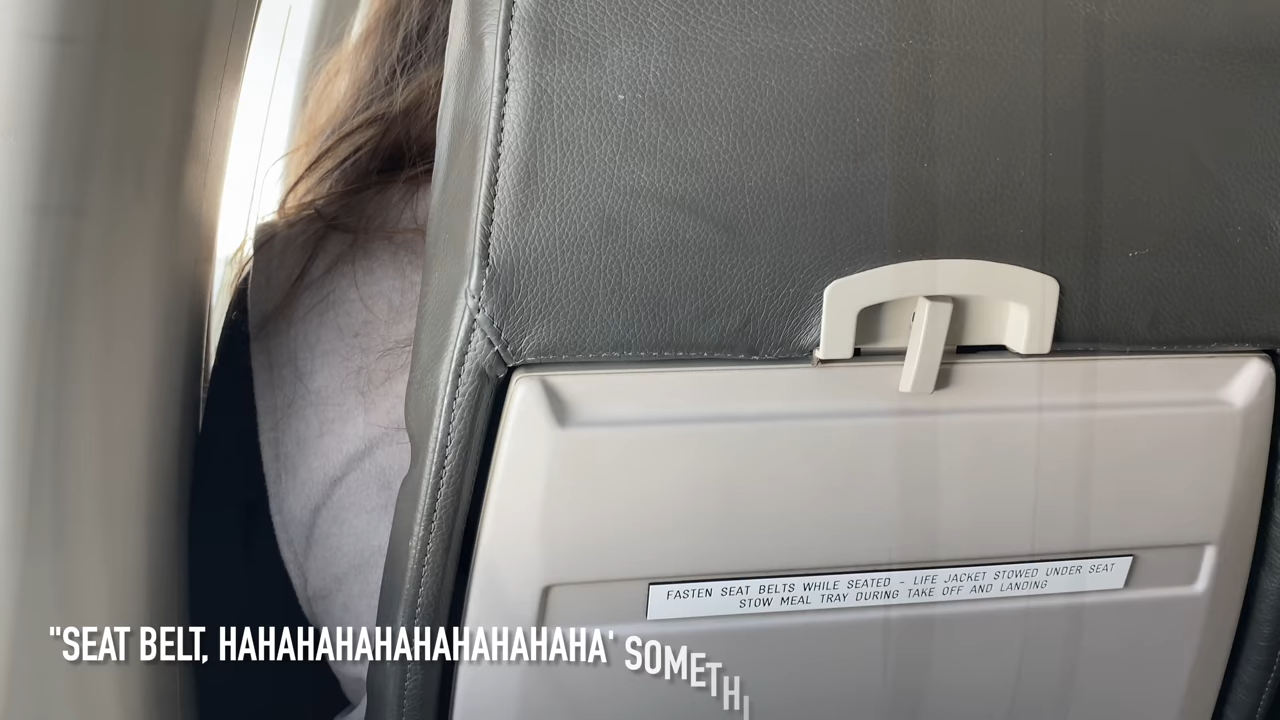 FASTEN SEAT BELTS WHILE SEATED - LIFE JACKET STOWED UNDER SEAT
STOW MEAL TRAY DURING TAKE OFF AND LANDING
"SEAT BELT, HAHAHAHAHAHAHAHAHAHA' SOMETHI